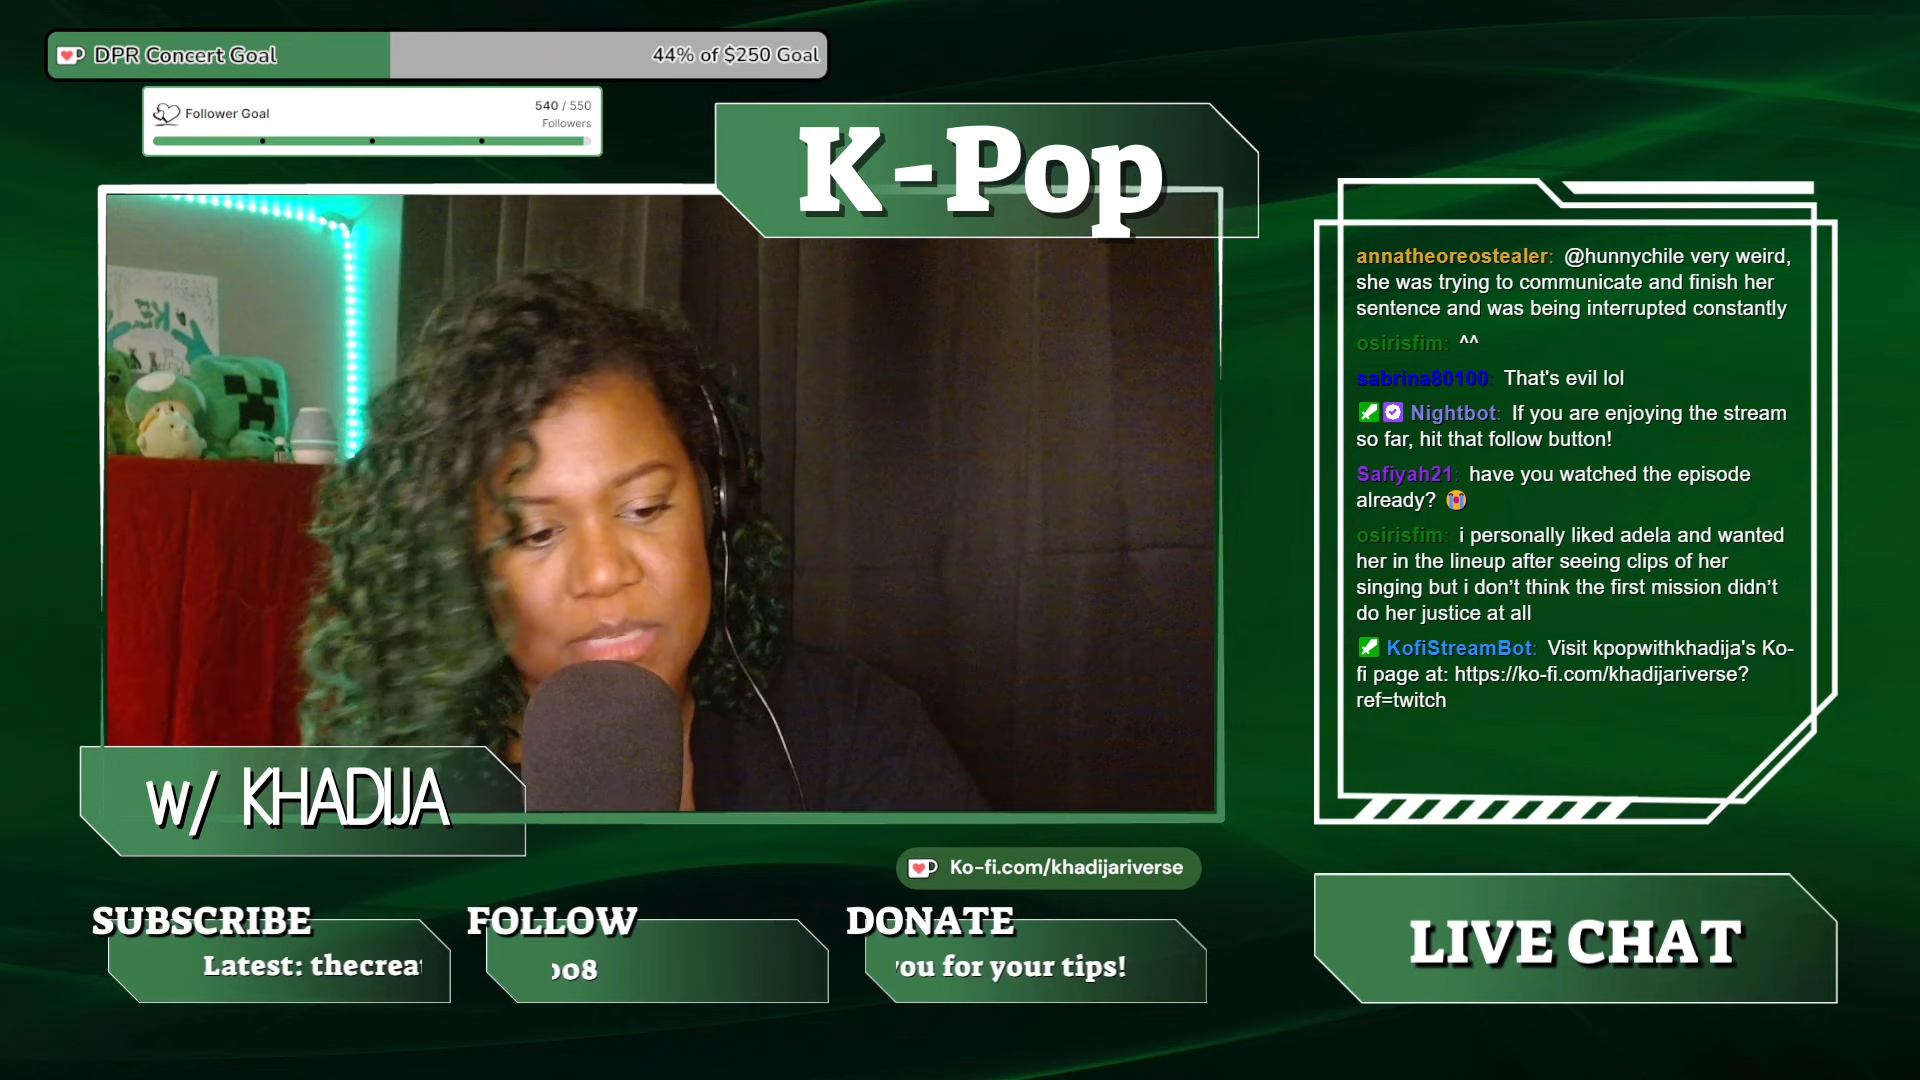 DPR Concert Goal
44% of $250 Goal
Follower Goal
540 / 550
Followers
K-Pop
annatheoreostealer: @hunnychile very weird,
she was trying to communicate and finish her
sentence and was being interrupted constantly
osirisfim: ^^
sabrina80100: That's evil lol
Nightbot: If you are enjoying the stream
so far, hit that follow button!
Safiyah21: have you watched the episode
already? 😭
osirisfim: i personally liked adela and wanted
her in the lineup after seeing clips of her
singing but i don’t think the first mission didn’t
do her justice at all
KofiStreamBot: Visit kpopwithkhadija's Ko-
fi page at: https://ko-fi.com/khadijariverse?
ref=twitch
w/ KHADIJA
Ko-fi.com/khadijariverse
SUBSCRIBE
Latest: thecrea
FOLLOW
008
DONATE
you for your tips!
LIVE CHAT